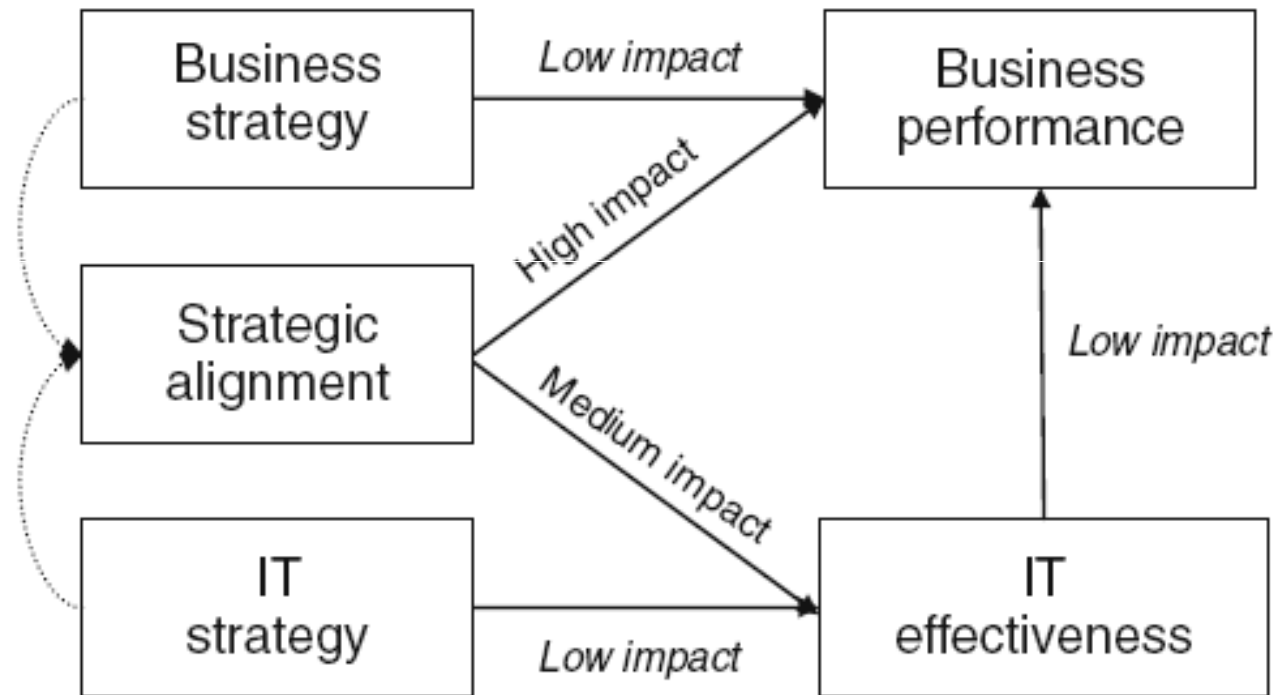 Business
strategy
Low impact
Business
performance
High impact
Strategic
alignment
Low impact
Medium impact
IT
strategy
Low impact
IT
effectiveness